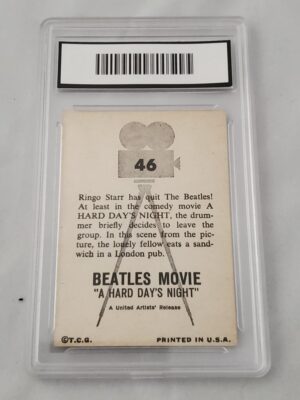 46
Ringo Starr has quit The Beatles!
At least in the comedy movie A
HARD DAY'S NIGHT, the drum-
mer briefly decides to leave the
group. In this scene from the pic-
ture, the lonely fellow eats a sand-
wich in a London pub.
BEATLES MOVIE
"A HARD DAY'S NIGHT"
A United Artists' Release
©T.C.G. PRINTED IN U.S.A.